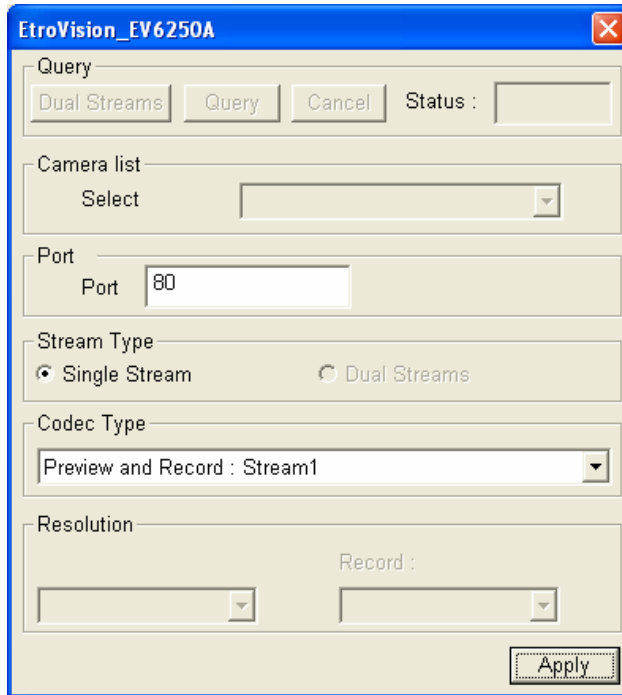 EtroVision_EV6250A
Query
Dual Streams Query Cancel Status :
Camera list
Select
Port
Port 80
Stream Type
Single Stream Dual Streams
Codec Type
Preview and Record : Stream1
Resolution
Record :
Apply